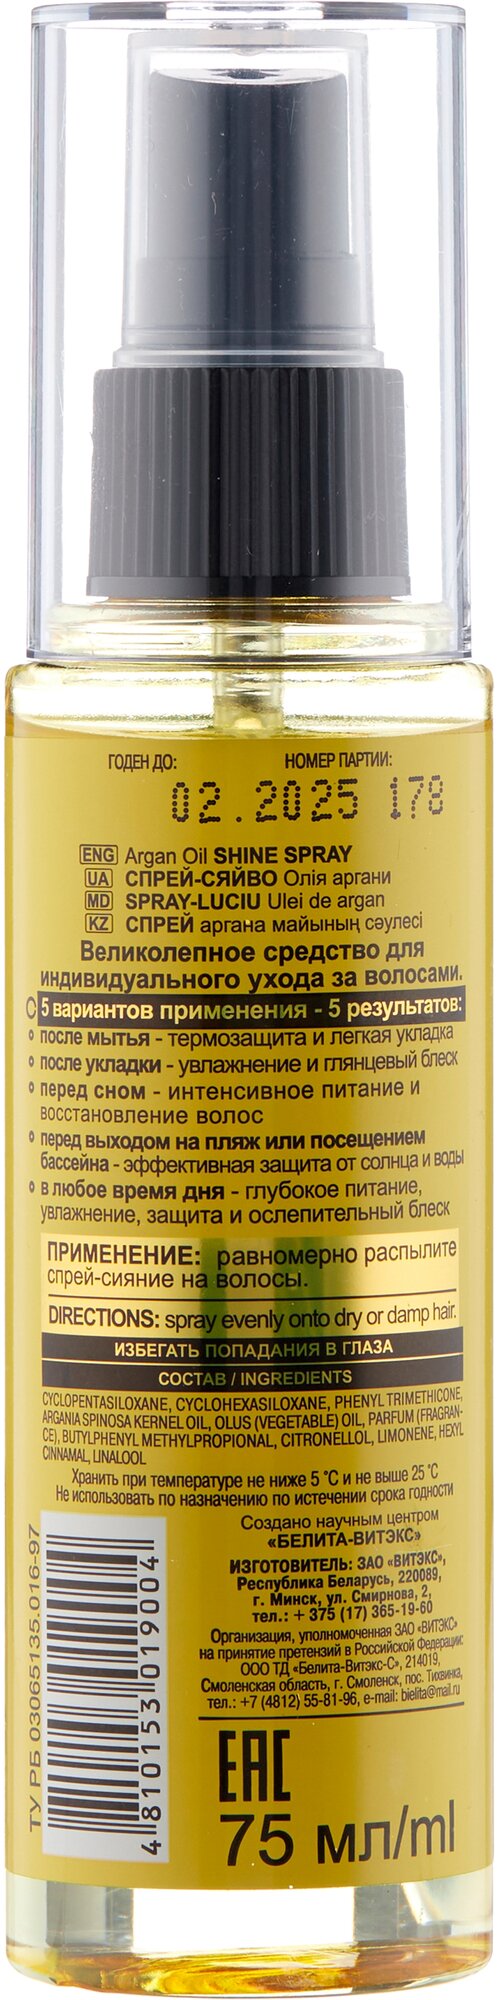 ГОДЕН ДО: НОМЕР ПАРТИИ:
02.2025 178
ENG Argan Oil SHINE SPRAY
UA СПРЕЙ-СЯЙВО Олія аргани
MD SPRAY-LUCIU Ulei de argan
KZ СПРЕЙ аргана майының сәулесі
Великолепное средство для
индивидуального ухода за волосами.
5 вариантов применения - 5 результатов:
после мытья - термозащита и легкая укладка
после укладки - увлажнение и глянцевый блеск
перед сном - интенсивное питание и
восстановление волос
перед выходом на пляж или посещением
бассейна - эффективная защита от солнца и воды
в любое время дня - глубокое питание,
увлажнение, защита и ослепительный блеск
ПРИМЕНЕНИЕ: равномерно распылите
спрей-сияние на волосы.
DIRECTIONS: spray evenly onto dry or damp hair.
ИЗБЕГАТЬ ПОПАДАНИЯ В ГЛАЗА
СОСТАВ / INGREDIENTS
CYCLOPENTASILOXANE, CYCLOHEXASILOXANE, PHENYL TRIMETHICONE,
ARGANIA SPINOSA KERNEL OIL, OLUS (VEGETABLE) OIL, PARFUM (FRAGRAN-
CE), BUTYLPHENYL METHYLPROPIONAL, CITRONELLOL, LIMONENE, HEXYL
CINNAMAL, LINALOOL
Хранить при температуре не ниже 5 °C и не выше 25 °C
Не использовать по назначению по истечении срока годности
Создано научным центром
«БЕЛИТА-ВИТЭКС»
ИЗГОТОВИТЕЛЬ: ЗАО «ВИТЭКС»,
Республика Беларусь, 220089,
г. Минск, ул. Смирнова, 2,
тел.: + 375 (17) 365-19-60
Организация, уполномоченная ЗАО «ВИТЭКС»
на принятие претензий в Российской Федерации:
ООО ТД «Белита-Витэкс-С», 214019,
Смоленская область, г. Смоленск, пос. Тихвинка,
тел.: +7 (4812) 55-81-96, e-mail: bielita@mail.ru
ТУ РБ 03065135.016-97
4 810153 019004
EAC
75 мл/ml